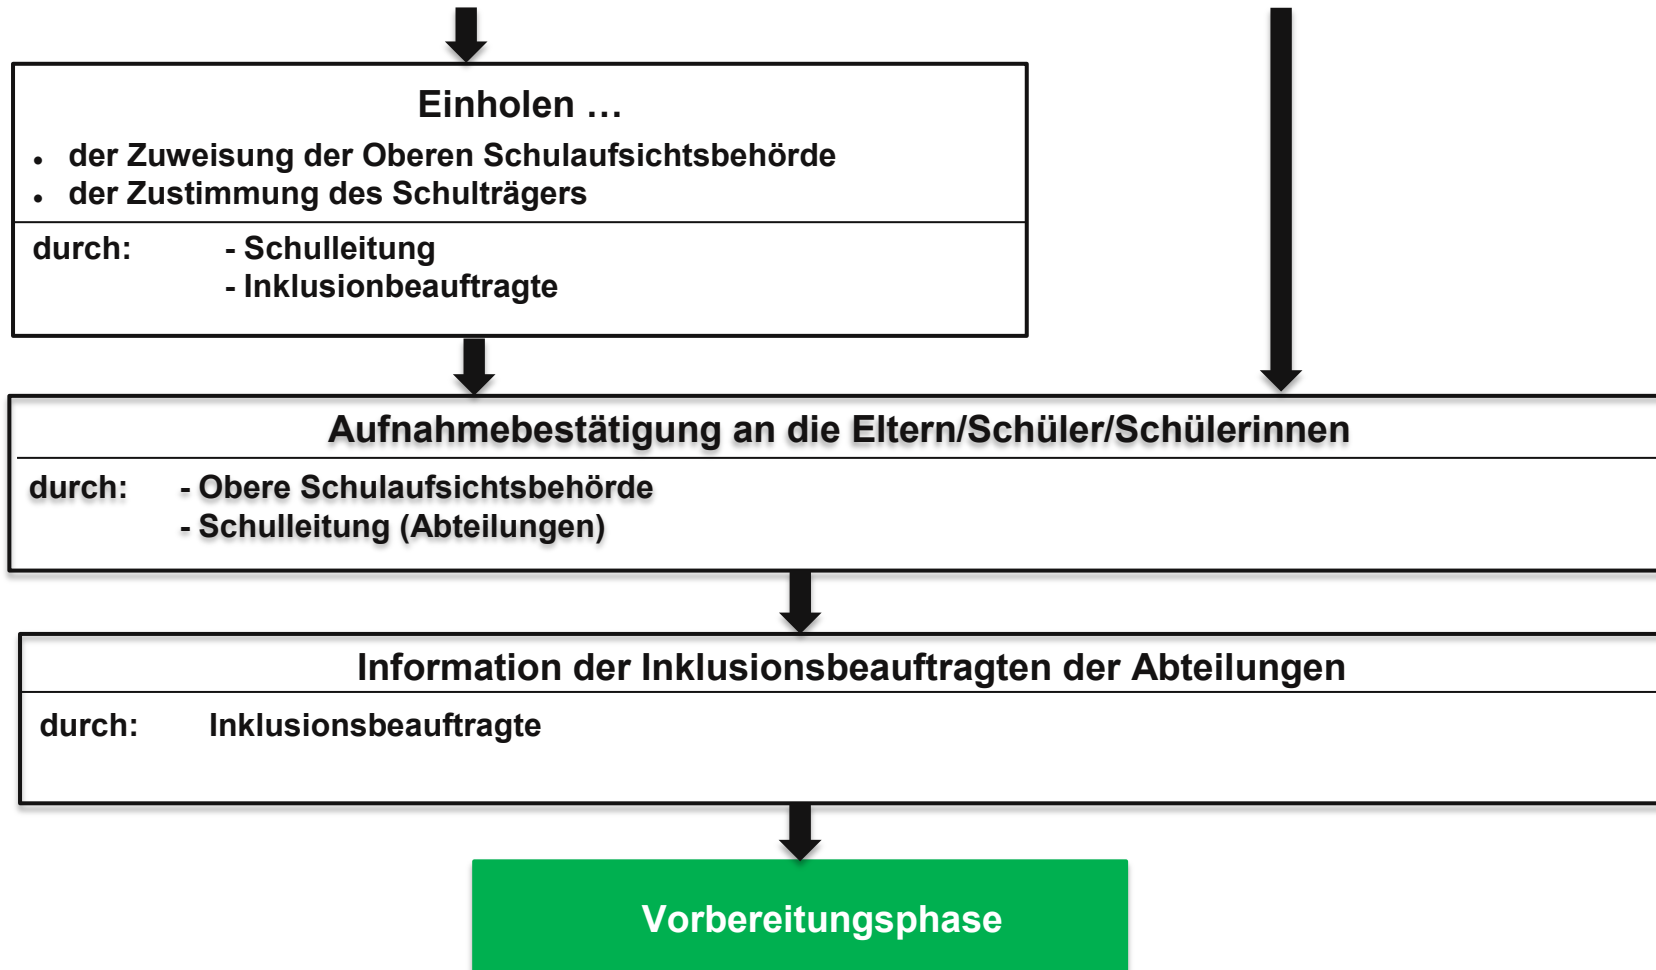 Einholen …
• der Zuweisung der Oberen Schulaufsichtsbehörde
• der Zustimmung des Schulträgers
durch: - Schulleitung
- Inklusionbeauftragte
Aufnahmebestätigung an die Eltern/Schüler/Schülerinnen
durch: - Obere Schulaufsichtsbehörde
- Schulleitung (Abteilungen)
Information der Inklusionsbeauftragten der Abteilungen
durch: Inklusionsbeauftragte
Vorbereitungsphase